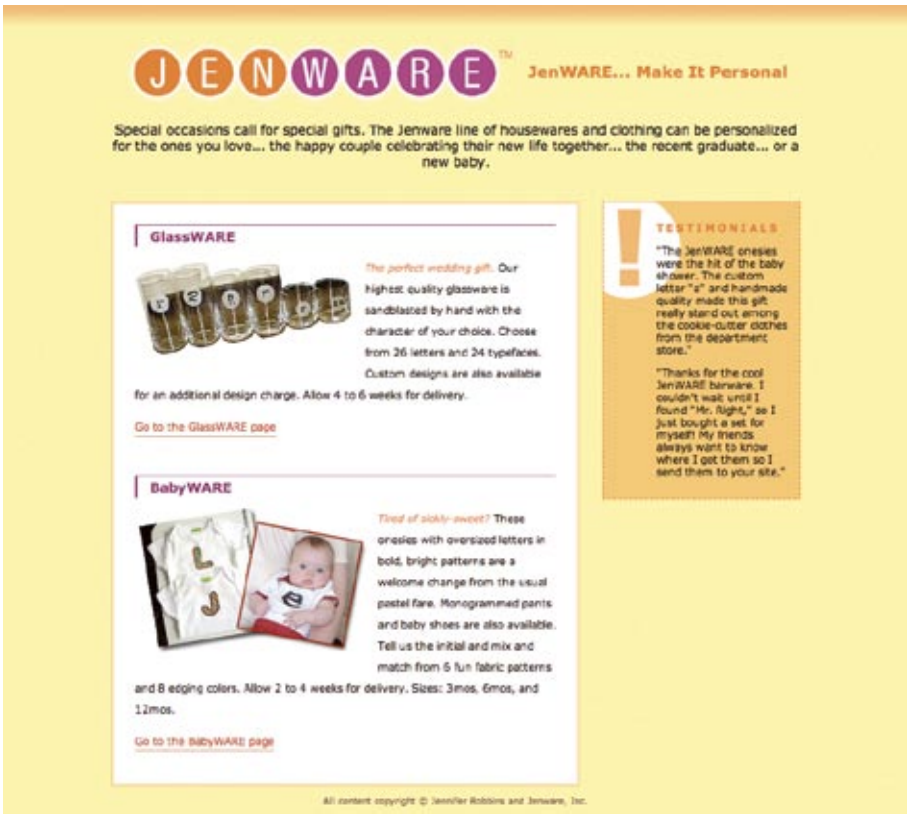 JENWARE™
JenWARE... Make It Personal
Special occasions call for special gifts. The Jenware line of housewares and clothing can be personalized
for the ones you love... the happy couple celebrating their new life together... the recent graduate... or a
new baby.
GlassWARE
The perfect wedding gift. Our
highest quality glassware is
sandblasted by hand with the
character of your choice. Choose
from 26 letters and 24 typefaces.
Custom designs are also available
for an additional design charge. Allow 4 to 6 weeks for delivery.
Go to the GlassWARE page
BabyWARE
L
J
e
Tired of sickly-sweet? These
onesies with oversized letters in
bold, bright patterns are a
welcome change from the usual
pastel fare. Monogrammed pants
and baby shoes are also available.
Tell us the initial and mix and
match from 6 fun fabric patterns
and 8 edging colors. Allow 2 to 4 weeks for delivery. Sizes: 3mos, 6mos, and
12mos.
Go to the BabyWARE page
!
TESTIMONIALS
"The JenWARE onesies
were the hit of the baby
shower. The custom
letter "a" and handmade
quality made this gift
really stand out among
the cookie-cutter clothes
from the department
store."
"Thanks for the cool
JenWARE barware. I
couldn't wait until I
found "Mr. Right," so I
just bought a set for
myself! My friends
always want to know
where I get them so I
send them to your site."
All content copyright © Jennifer Robbins and Jenware, Inc.